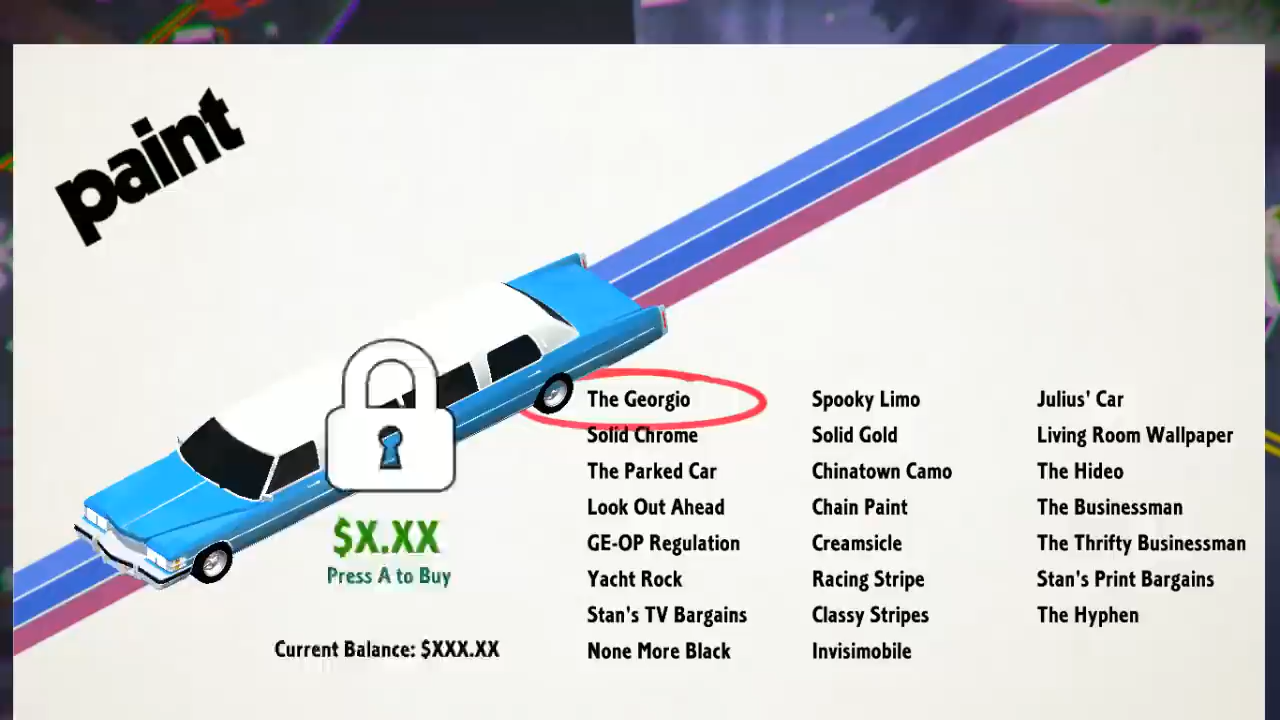 paint
The Georgio
Solid Chrome
The Parked Car
Look Out Ahead
GE-OP Regulation
Yacht Rock
Stan's TV Bargains
None More Black
Spooky Limo
Solid Gold
Chinatown Camo
Chain Paint
Creamsicle
Racing Stripe
Classy Stripes
Invisimobile
Julius' Car
Living Room Wallpaper
The Hideo
The Businessman
The Thrifty Businessman
Stan's Print Bargains
The Hyphen
$X.XX
Press A to Buy
Current Balance: $XXX.XX